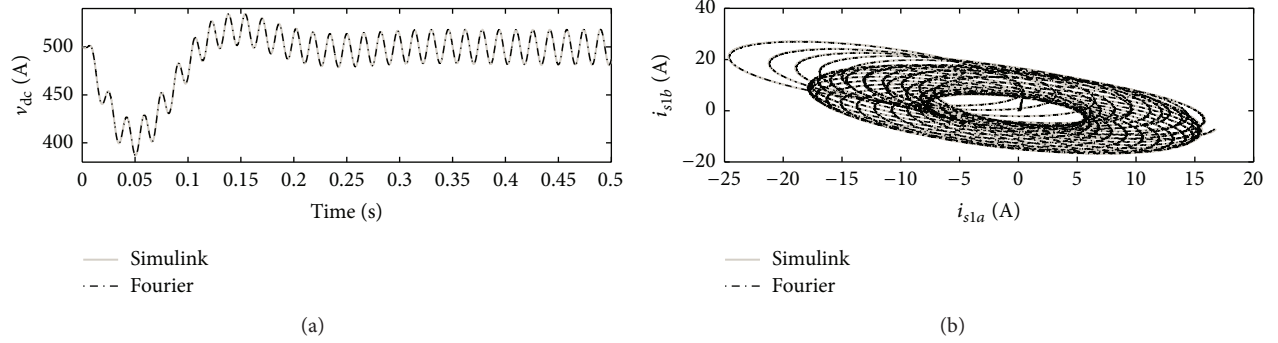 500
450
400
v_dc (A)
0 0.05 0.1 0.15 0.2 0.25 0.3 0.35 0.4 0.45 0.5
Time (s)
Simulink
Fourier
(a)
40
20
0
−20
i_s1b (A)
−25 −20 −15 −10 −5 0 5 10 15 20
i_s1a (A)
Simulink
Fourier
(b)